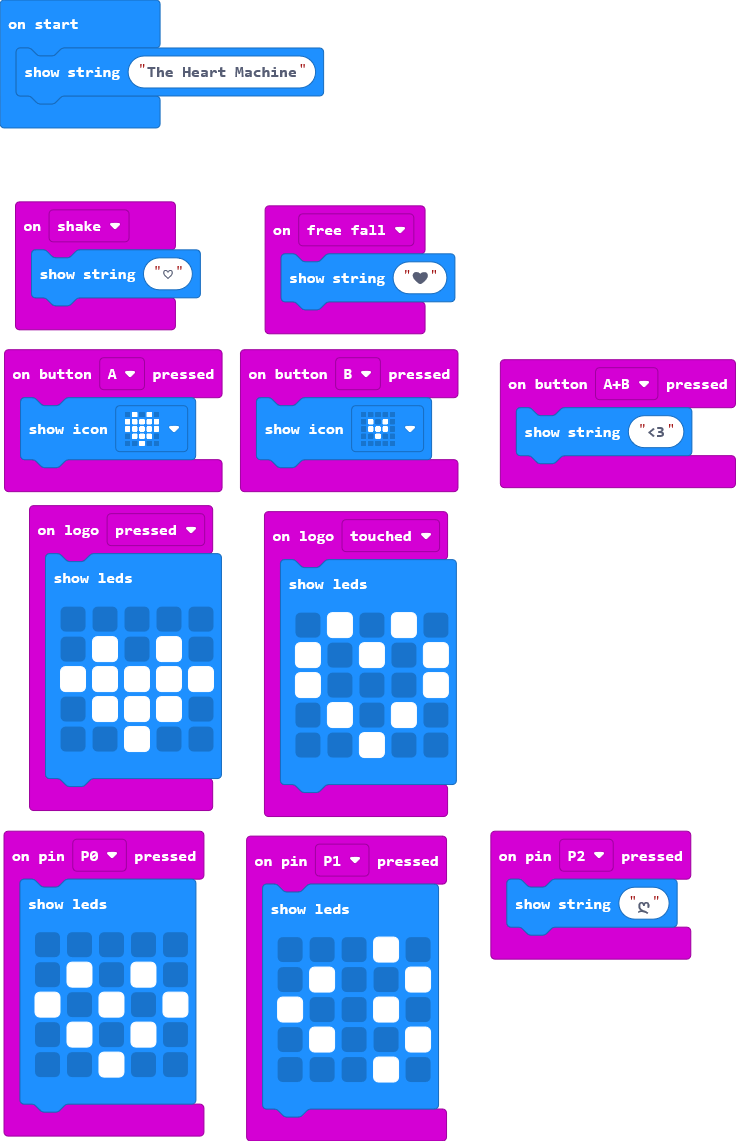 on start
show string "The Heart Machine"
on shake
on free fall
show string "♡"
show string "♥"
on button A pressed
on button B pressed
on button A+B pressed
show icon
show icon
show string "<3"
on logo pressed
on logo touched
show leds
show leds
on pin P0 pressed
on pin P1 pressed
on pin P2 pressed
show leds
show leds
show string "ღ"